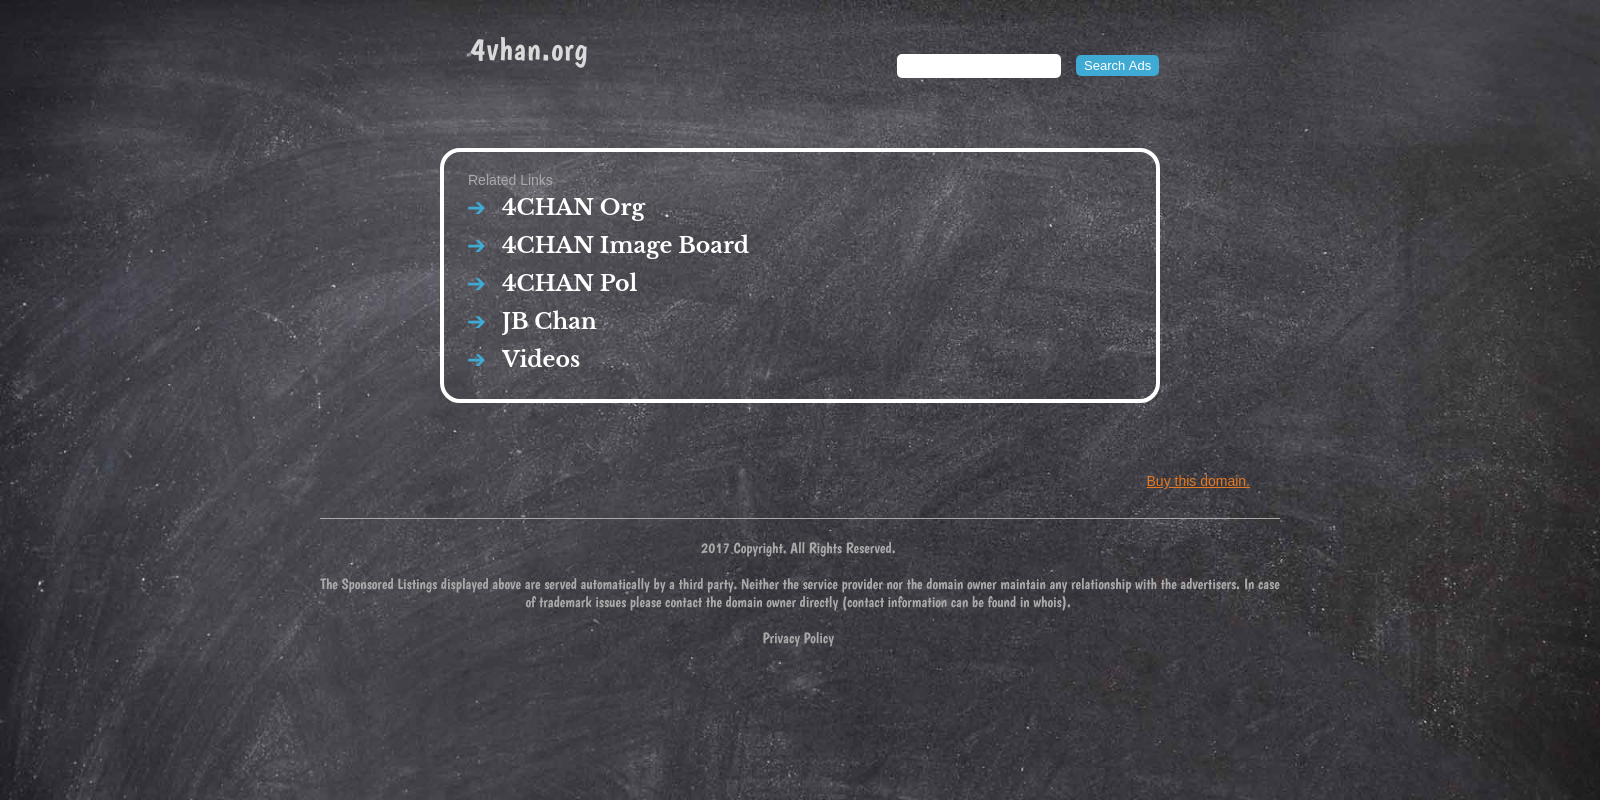 4vhan.org
Search Ads
Related Links
4CHAN Org
4CHAN Image Board
4CHAN Pol
JB Chan
Videos
Buy this domain.
2017 Copyright. All Rights Reserved.
The Sponsored Listings displayed above are served automatically by a third party. Neither the service provider nor the domain owner maintain any relationship with the advertisers. In case
of trademark issues please contact the domain owner directly (contact information can be found in whois).
Privacy Policy